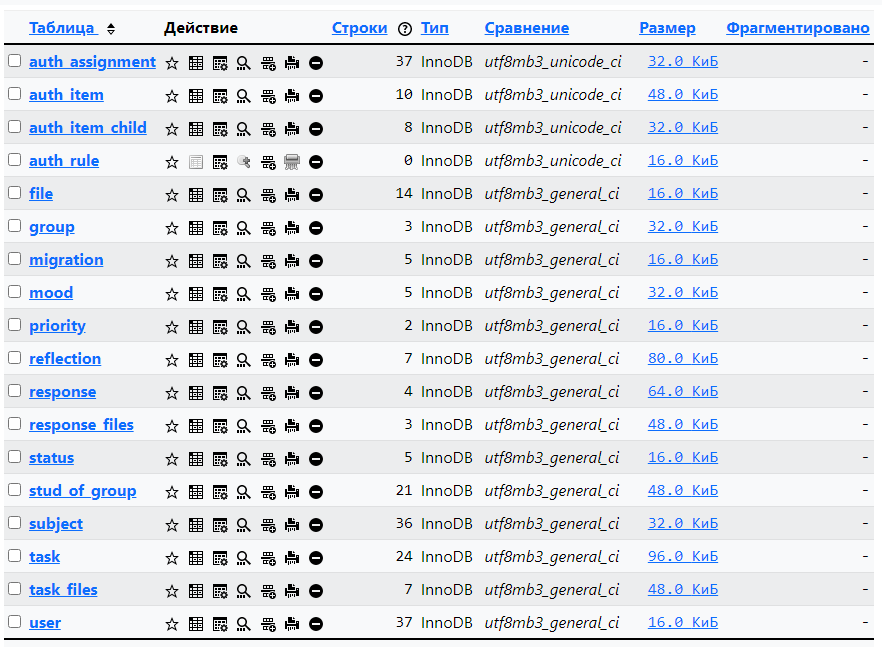 Таблица Действие Строки Тип Сравнение Размер Фрагментировано
auth_assignment 37 InnoDB utf8mb3_unicode_ci 32.0 КиБ -
auth_item 10 InnoDB utf8mb3_unicode_ci 48.0 КиБ -
auth_item_child 8 InnoDB utf8mb3_unicode_ci 32.0 КиБ -
auth_rule 0 InnoDB utf8mb3_unicode_ci 16.0 КиБ -
file 14 InnoDB utf8mb3_general_ci 16.0 КиБ -
group 3 InnoDB utf8mb3_general_ci 32.0 КиБ -
migration 5 InnoDB utf8mb3_general_ci 16.0 КиБ -
mood 5 InnoDB utf8mb3_general_ci 32.0 КиБ -
priority 2 InnoDB utf8mb3_general_ci 16.0 КиБ -
reflection 7 InnoDB utf8mb3_general_ci 80.0 КиБ -
response 4 InnoDB utf8mb3_general_ci 64.0 КиБ -
response_files 3 InnoDB utf8mb3_general_ci 48.0 КиБ -
status 5 InnoDB utf8mb3_general_ci 16.0 КиБ -
stud_of_group 21 InnoDB utf8mb3_general_ci 48.0 КиБ -
subject 36 InnoDB utf8mb3_general_ci 32.0 КиБ -
task 24 InnoDB utf8mb3_general_ci 96.0 КиБ -
task_files 7 InnoDB utf8mb3_general_ci 48.0 КиБ -
user 37 InnoDB utf8mb3_general_ci 16.0 КиБ -